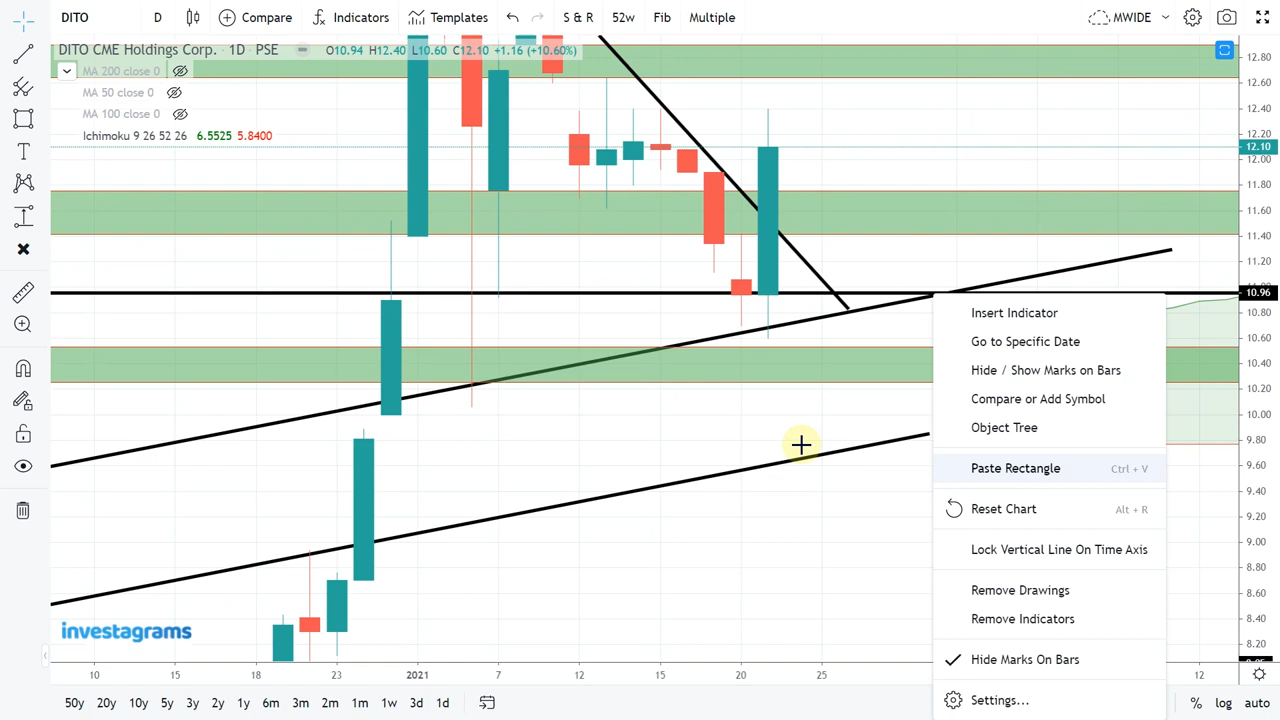 DITO D Compare Indicators Templates S & R 52w Fib Multiple MWIDE
DITO CME Holdings Corp. · 1D · PSE O10.94 H12.40 L10.60 C12.10 +1.16 (+10.60%)
MA 200 close 0
MA 50 close 0
MA 100 close 0
Ichimoku 9 26 52 26 6.5525 5.8400
12.80
12.60
12.40
12.20
12.10
12.00
11.80
11.60
11.40
11.20
10.96
10.80
10.60
10.40
10.20
10.00
9.80
9.60
9.40
9.20
9.00
8.80
8.60
8.40
8.20
Insert Indicator
Go to Specific Date
Hide / Show Marks on Bars
Compare or Add Symbol
Object Tree
Paste Rectangle Ctrl + V
Reset Chart Alt + R
Lock Vertical Line On Time Axis
Remove Drawings
Remove Indicators
Hide Marks On Bars
Settings...
investagrams
10 15 18 23 2021 7 12 15 20 25 12
50y 20y 10y 5y 3y 2y 1y 6m 3m 2m 1m 1w 3d 1d % log auto